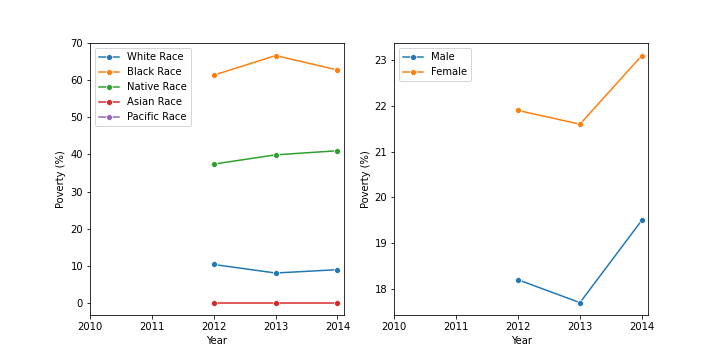 70
60
50
40
30
20
10
0
Poverty (%)
White Race
Black Race
Native Race
Asian Race
Pacific Race
2010 2011 2012 2013 2014
Year
23
22
21
20
19
18
Poverty (%)
Male
Female
2010 2011 2012 2013 2014
Year